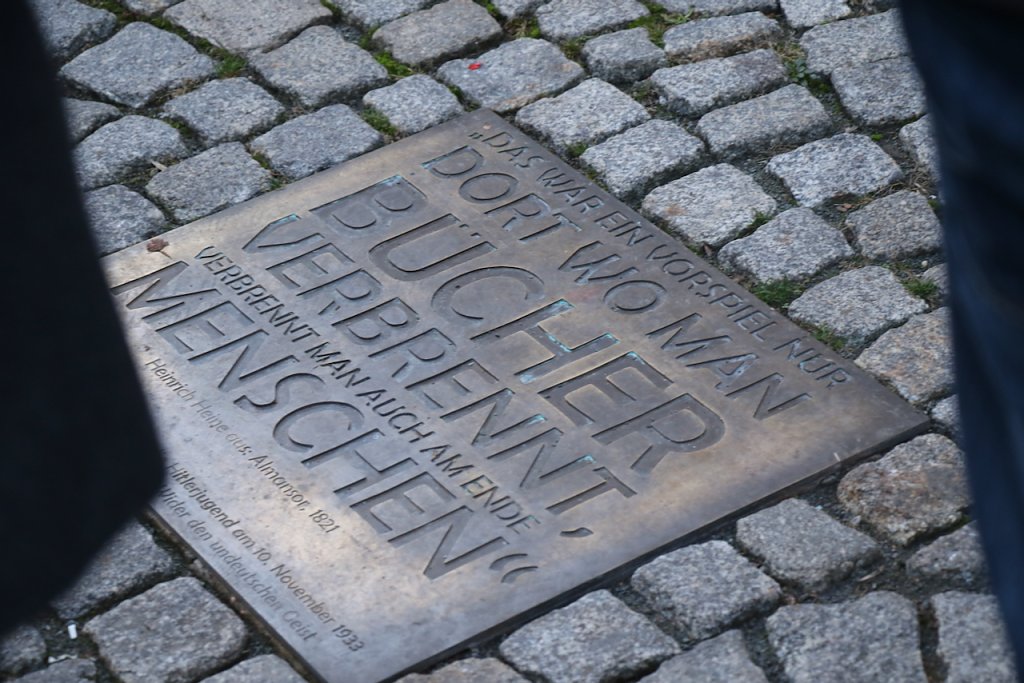 „DAS WAR EIN VORSPIEL NUR
DORT WO MAN
BÜCHER
VERBRENNT,
VERBRENNT MAN AUCH AM ENDE
MENSCHEN“
Heinrich Heine aus: Almansor, 1821
Hitlerjugend am 10. November 1933
Wider den undeutschen Geist